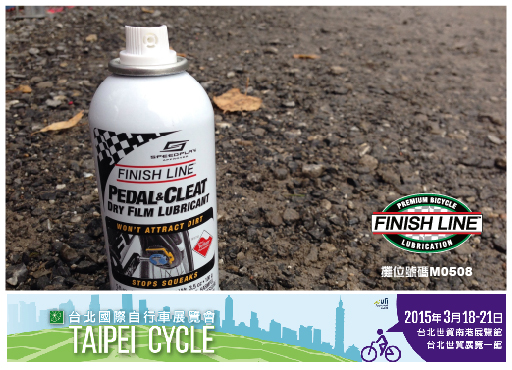 SPEEDPLAY
FINISH LINE
PEDAL & CLEAT
DRY FILM LUBRICANT
WON'T ATTRACT DIRT
STOPS SQUEAKS
PREMIUM BICYCLE
FINISH LINE
LUBRICATION
攤位號碼M0508
台北國際自行車展覽會
TAIPEI CYCLE
ufi
2015年3月18-21日
台北世貿南港展覽館
台北世貿展覽一館